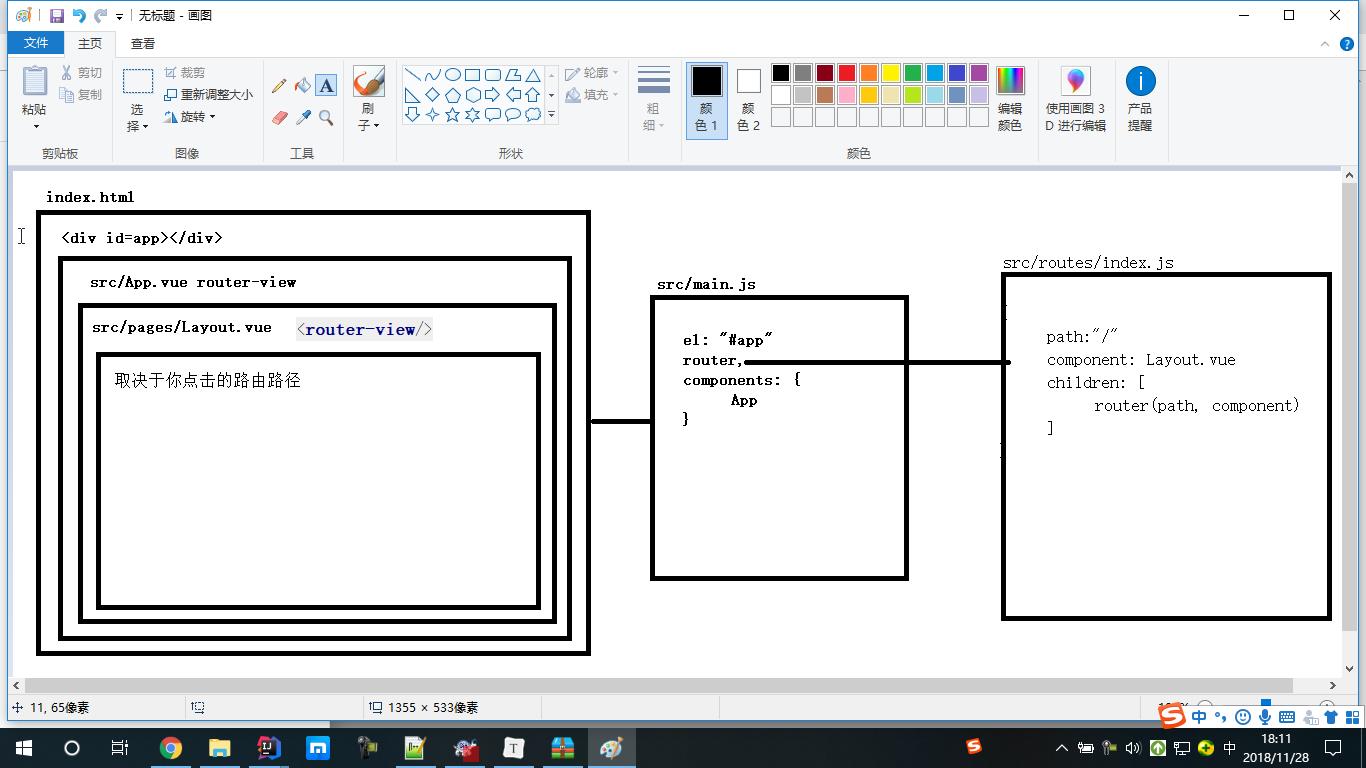 无标题 - 画图
文件 主页 查看
粘贴
剪切
复制
剪贴板
选择
裁剪
重新调整大小
旋转
图像
A
工具
刷子
轮廓
填充
形状
粗细
颜色 1
颜色 2
编辑颜色
颜色
使用画图 3D 进行编辑
产品提醒
index.html
<div id=app></div>
src/App.vue router-view
src/pages/Layout.vue <router-view/>
取决于你点击的路由路径
src/main.js
el: "#app"
router,
components: {
App
}
src/routes/index.js
path:"/"
component: Layout.vue
children: [
router(path, component)
]
11, 65像素
1355 × 533像素
中
中
18:11
2018/11/28